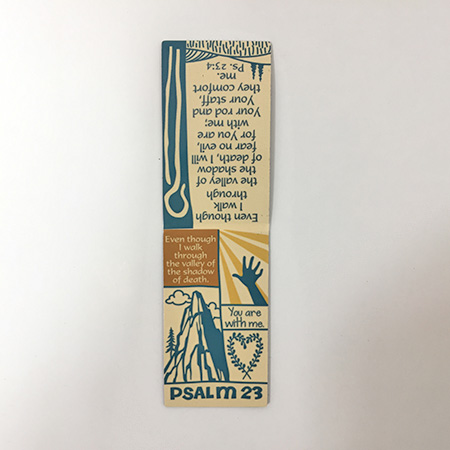 Even though
I walk
through
the valley of
the shadow
of death, I will
fear no evil,
for You are
with me;
Your rod and
Your staff,
they comfort
me.
Ps. 23:4
Even though
I walk
through
the valley of
the shadow
of death.
You are
with me.
PSALM 23